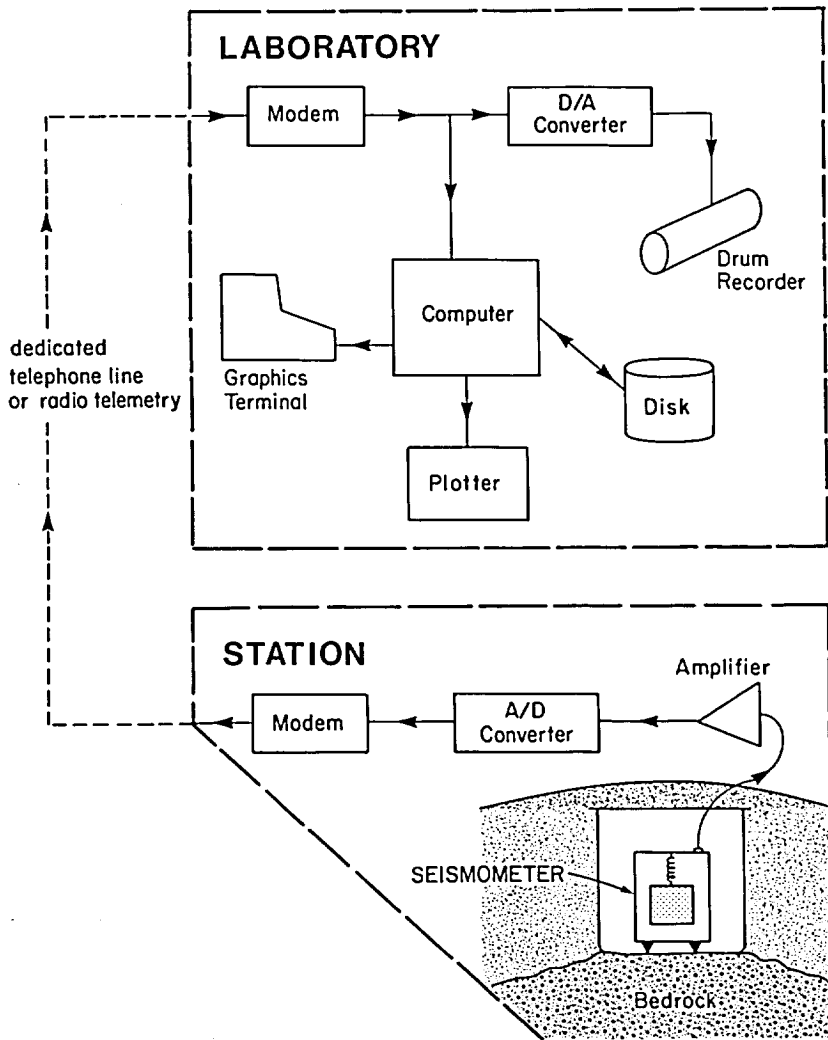 LABORATORY
Modem
D/A
Converter
Drum
Recorder
Computer
Graphics
Terminal
Disk
Plotter
dedicated
telephone line
or radio telemetry
STATION
Amplifier
Modem
A/D
Converter
SEISMOMETER
Bedrock